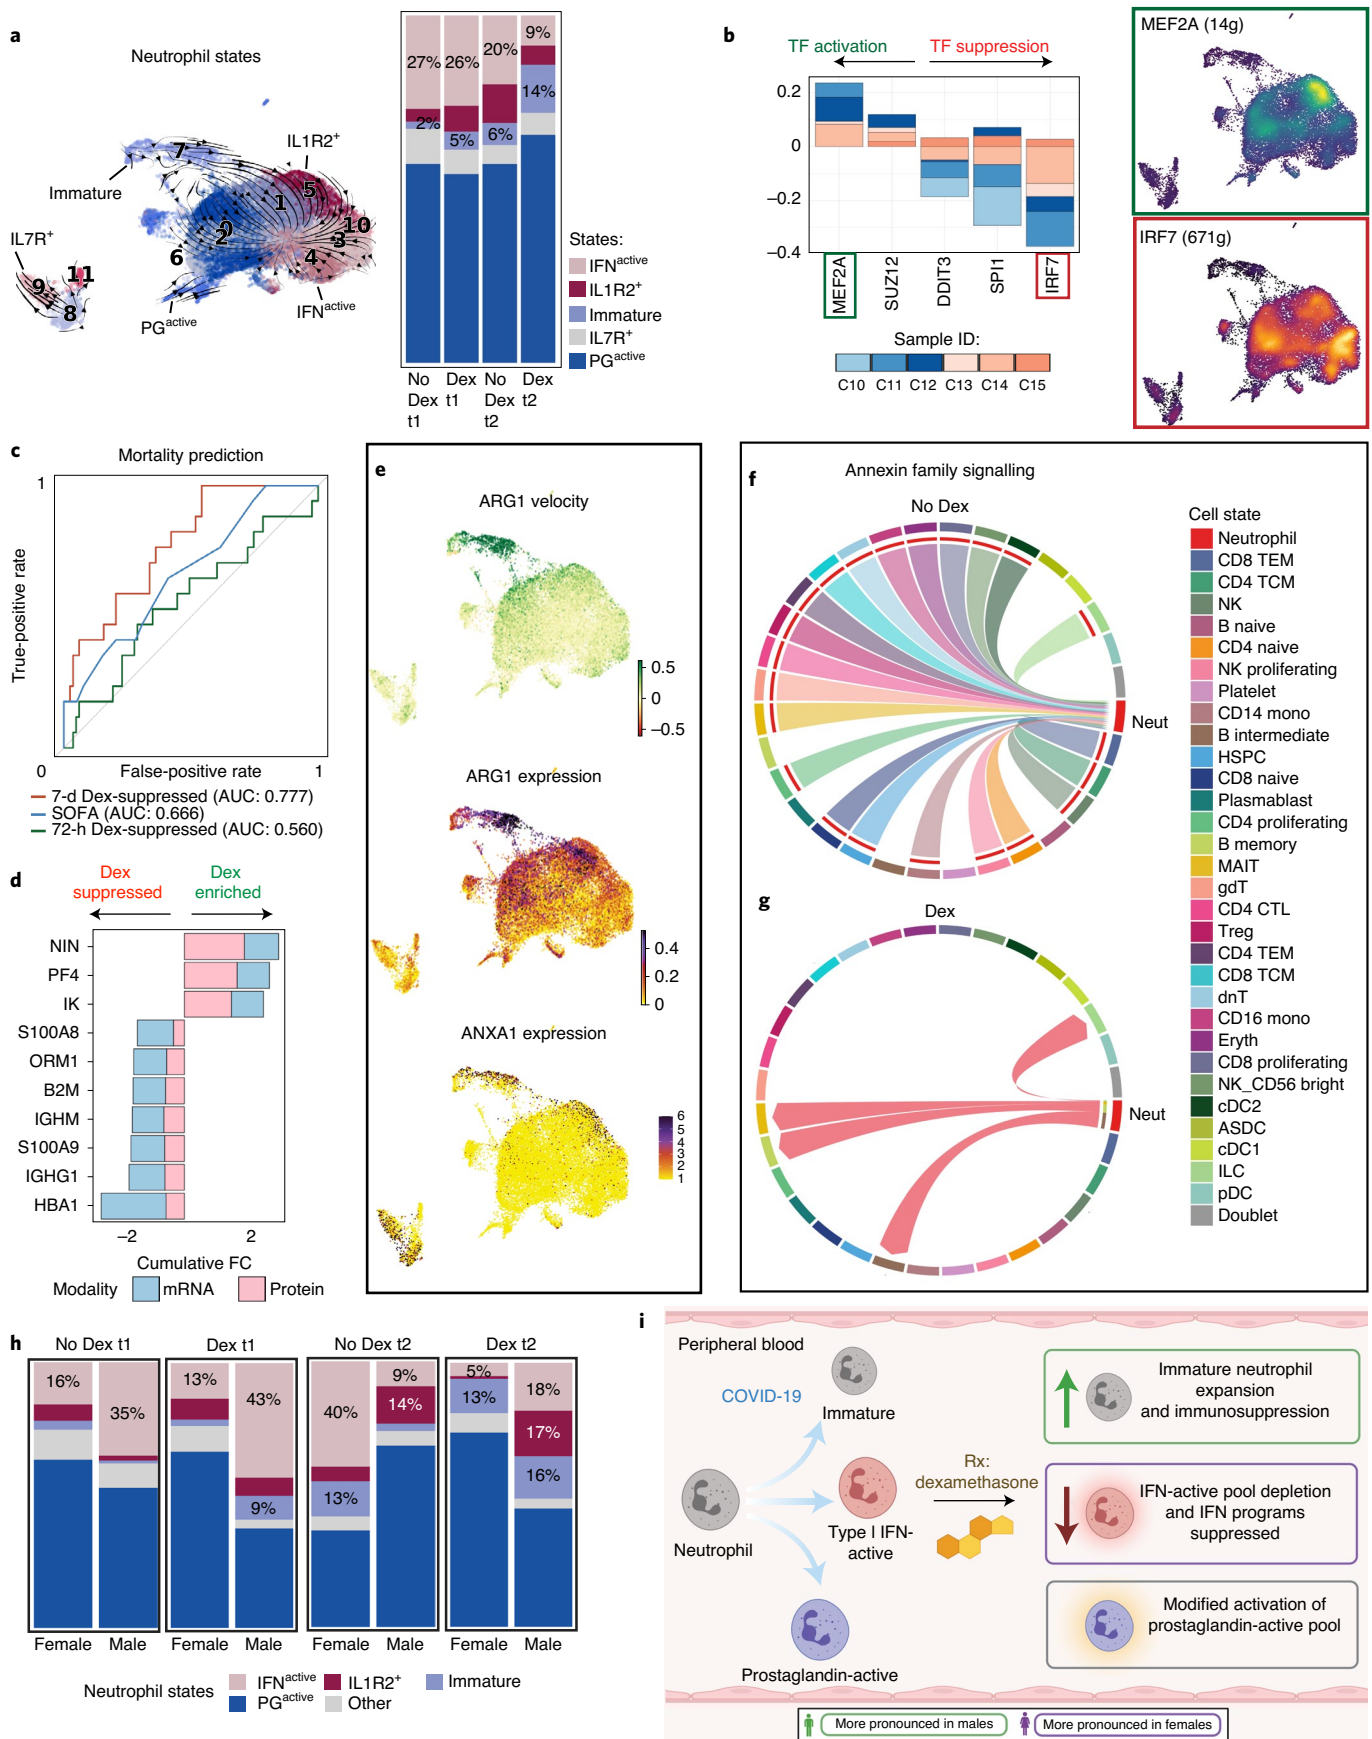 a
Neutrophil states
7
IL1R2+
Immature
5
1
0
2
10
3
4
6
IL7R+
9
11
8
PGactive
IFNactive
27%
26%
20%
9%
2%
5%
6%
14%
No Dex t1
Dex t1
No Dex t2
Dex t2
States:
IFNactive
IL1R2+
Immature
IL7R+
PGactive
b
TF activation
TF suppression
0.2
0
−0.2
−0.4
MEF2A
SUZ12
DDIT3
SPI1
IRF7
Sample ID:
C10 C11 C12 C13 C14 C15
MEF2A (14g)
IRF7 (671g)
c
Mortality prediction
1
True-positive rate
0
False-positive rate
1
7-d Dex-suppressed (AUC: 0.777)
SOFA (AUC: 0.666)
72-h Dex-suppressed (AUC: 0.560)
d
Dex suppressed
Dex enriched
NIN
PF4
IK
S100A8
ORM1
B2M
IGHM
S100A9
IGHG1
HBA1
−2
2
Cumulative FC
Modality
mRNA
Protein
e
ARG1 velocity
0.5
0
−0.5
ARG1 expression
0.4
0.2
0
ANXA1 expression
6
5
4
3
2
1
f
Annexin family signalling
No Dex
Neut
g
Dex
Neut
Cell state
Neutrophil
CD8 TEM
CD4 TCM
NK
B naive
CD4 naive
NK proliferating
Platelet
CD14 mono
B intermediate
HSPC
CD8 naive
Plasmablast
CD4 proliferating
B memory
MAIT
gdT
CD4 CTL
Treg
CD4 TEM
CD8 TCM
dnT
CD16 mono
Eryth
CD8 proliferating
NK_CD56 bright
cDC2
ASDC
cDC1
ILC
pDC
Doublet
h
No Dex t1
Dex t1
No Dex t2
Dex t2
16%
35%
13%
43%
9%
40%
13%
9%
14%
5%
13%
18%
17%
16%
Female Male
Female Male
Female Male
Female Male
Neutrophil states
IFNactive
IL1R2+
Immature
PGactive
Other
i
Peripheral blood
COVID-19
Immature
Neutrophil
Type I IFN-
active
Prostaglandin-active
Rx:
dexamethasone
Immature neutrophil
expansion
and immunosuppression
IFN-active pool depletion
and IFN programs
suppressed
Modified activation of
prostaglandin-active pool
More pronounced in males
More pronounced in females